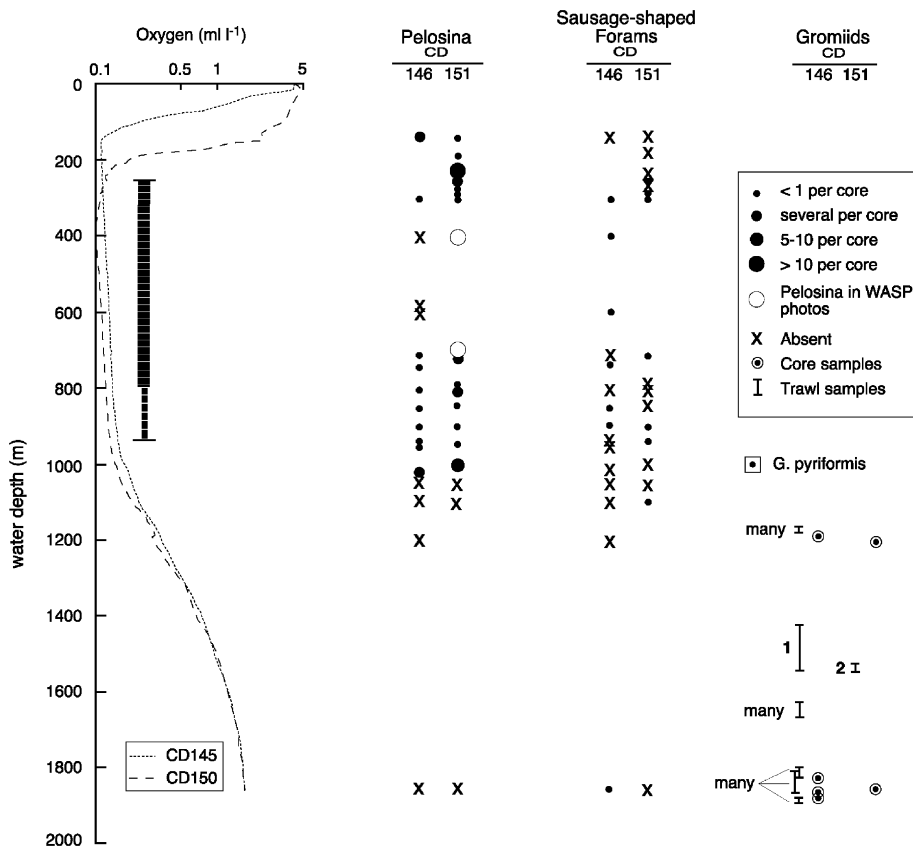 Oxygen (ml l-1)
0.1 0.5 1 5
Pelosina
CD
146 151
Sausage-shaped
Forams
CD
146 151
Gromiids
CD
146 151
water depth (m)
0
200
400
600
800
1000
1200
1400
1600
1800
2000
X X
X
X
X
X
X
X X
X X
X
X X
X X
X
X
X
X
X X
X X
X
X
X
X X
X X
X
X
X
< 1 per core
several per core
5-10 per core
> 10 per core
Pelosina in WASP
photos
X Absent
Core samples
Trawl samples
G. pyriformis
many
1
2
many
many
CD145
CD150